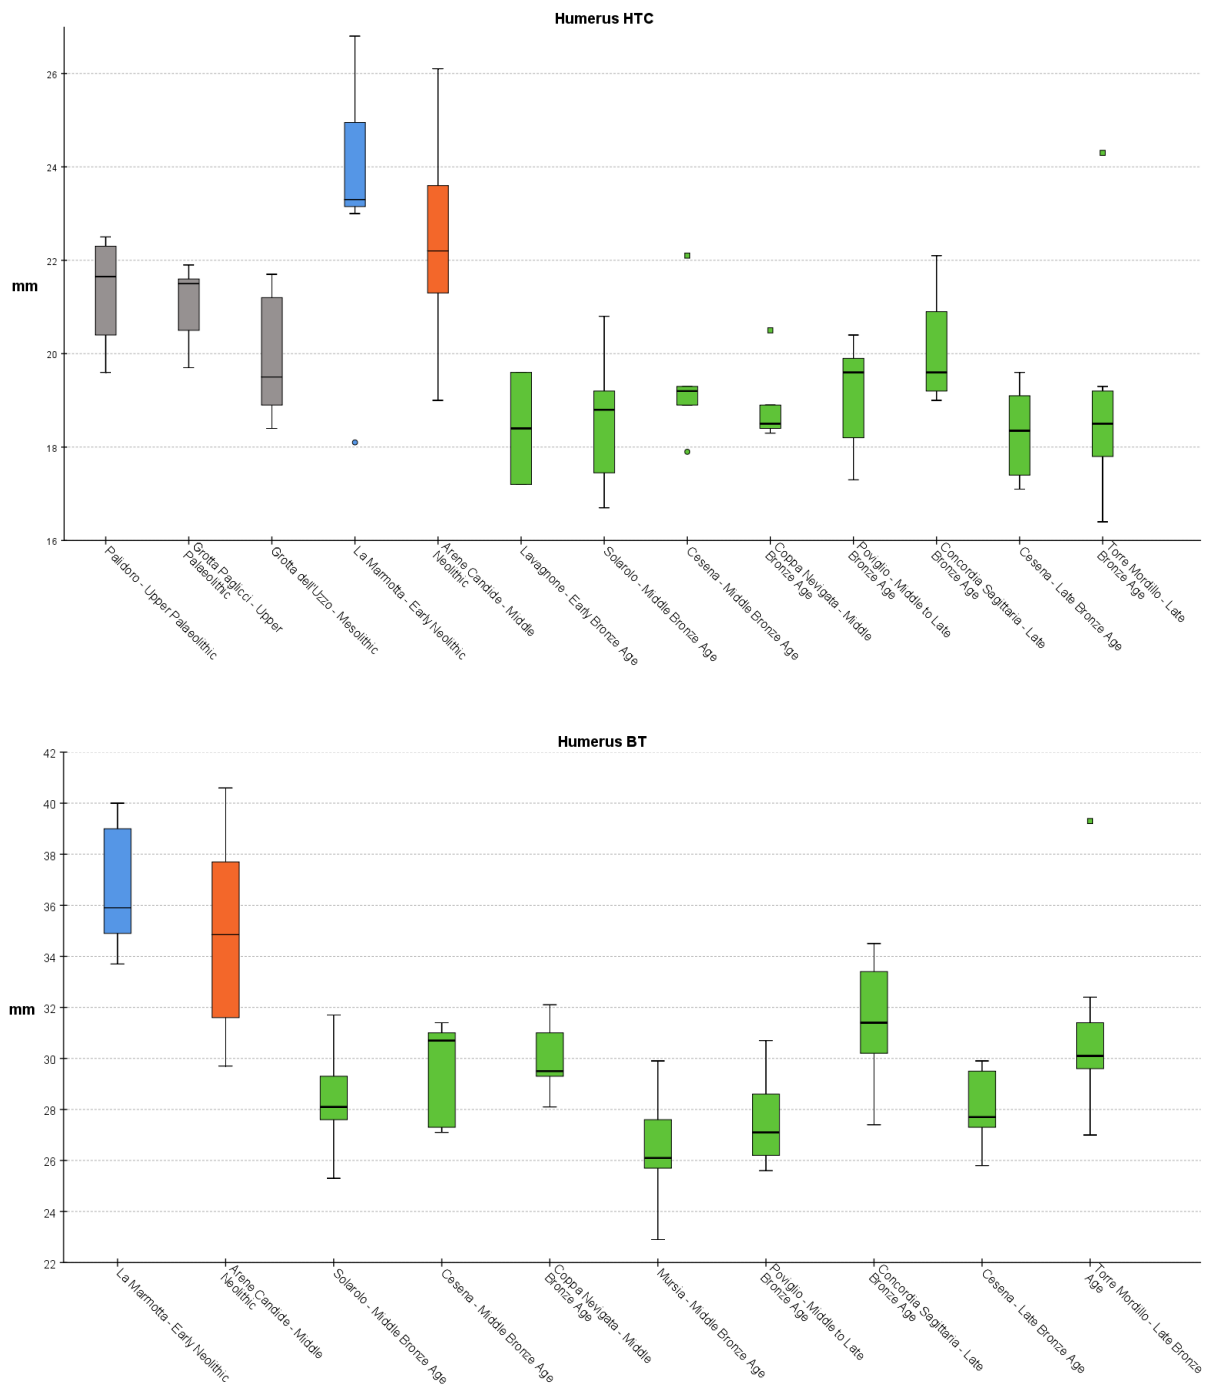 Humerus HTC
26
24
22
mm
20
18
16
Palidoro - Upper Palaeolithic
Grotta Paglicci - Upper
Palaeolithic
Grotta dell'Uzzo - Mesolithic
La Marmotta - Early Neolithic
Arene Candide - Middle
Neolithic
Lavagnone - Early Bronze Age
Solarolo - Middle Bronze Age
Cesena - Middle Bronze Age
Coppa Nevigata - Middle
Bronze Age
Poviglio - Middle to Late
Bronze Age
Concordia Sagittaria - Late
Bronze Age
Cesena - Late Bronze Age
Torre Mordillo - Late
Bronze Age
Humerus BT
42
40
38
36
34
mm
32
30
28
26
24
22
La Marmotta - Early Neolithic
Arene Candide - Middle
Neolithic
Solarolo - Middle Bronze Age
Cesena - Middle Bronze Age
Coppa Nevigata - Middle
Bronze Age
Mursia - Middle Bronze Age
Poviglio - Middle to Late
Bronze Age
Concordia Sagittaria - Late
Bronze Age
Cesena - Late Bronze Age
Torre Mordillo - Late Bronze
Age